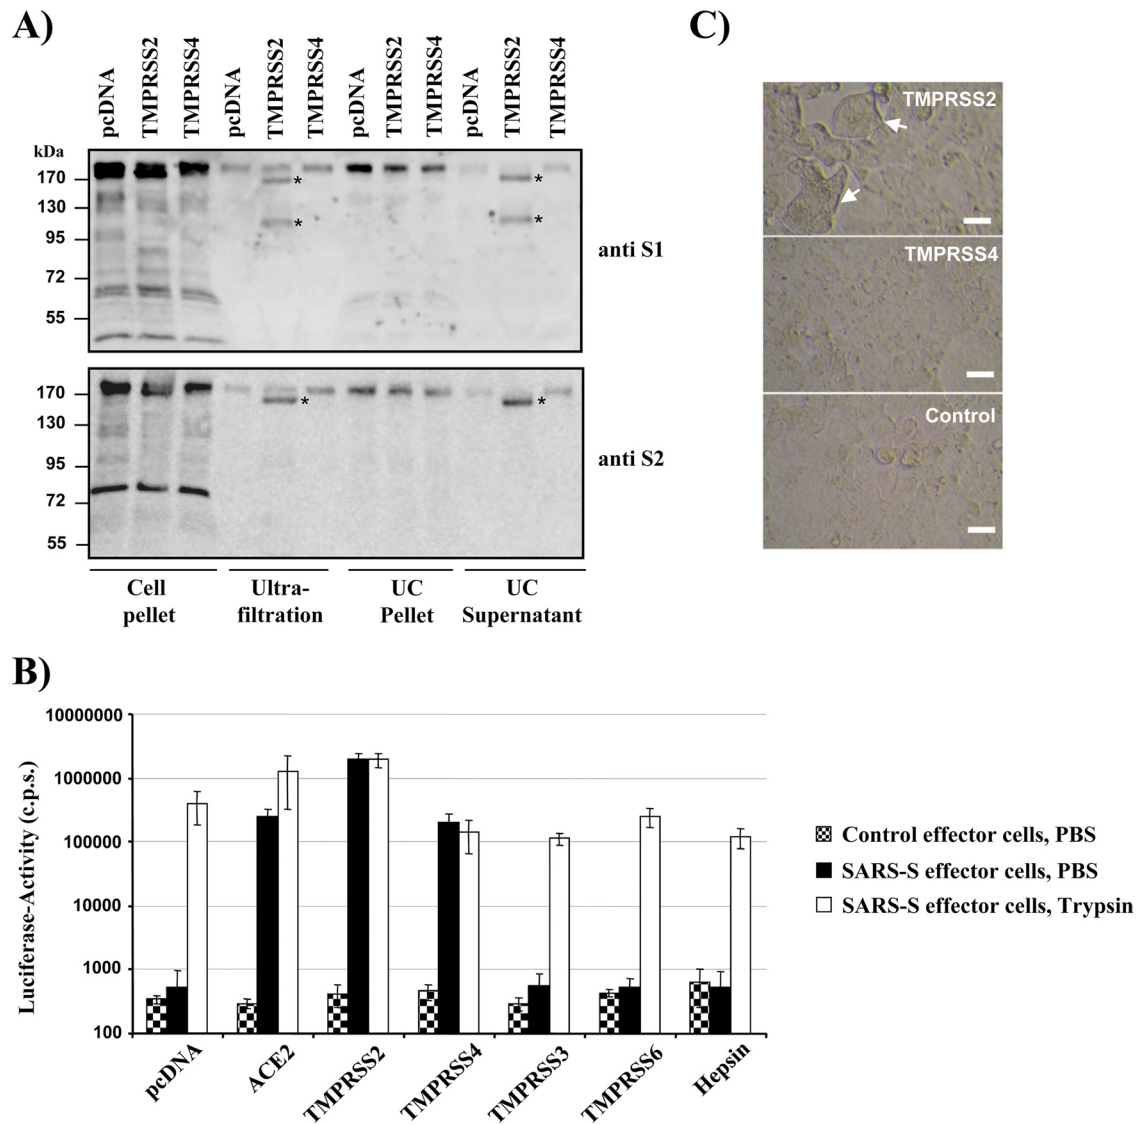 A)
pcDNA
TMPRSS2
TMPRSS4
pcDNA
TMPRSS2
TMPRSS4
pcDNA
TMPRSS2
TMPRSS4
pcDNA
TMPRSS2
TMPRSS4
kDa
170
130
95
72
55
*
*
*
*
anti S1
170
130
95
72
55
*
*
anti S2
Cell
pellet
Ultra-
filtration
UC
Pellet
UC
Supernatant
C)
TMPRSS2
TMPRSS4
Control
B)
Luciferase-Activity (c.p.s.)
10000000
1000000
100000
10000
1000
100
pcDNA
ACE2
TMPRSS2
TMPRSS4
TMPRSS3
TMPRSS6
Hepsin
Control effector cells, PBS
SARS-S effector cells, PBS
SARS-S effector cells, Trypsin